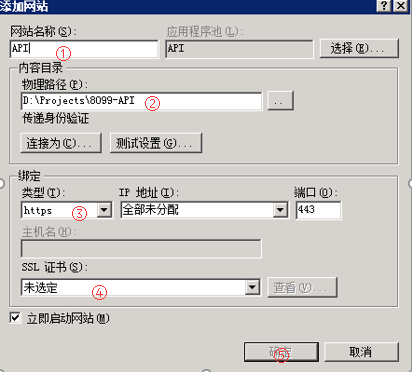 添加网站
网站名称(S): 应用程序池(L):
API ① API 选择(E)...
内容目录
物理路径(P):
D:\Projects\8099-API ② ..
传递身份验证
连接为(C)... 测试设置(G)...
绑定
类型(T): IP 地址(I): 端口(O):
https ③ 全部未分配 443
主机名(H):
SSL 证书(S):
未选定 ④ 查看(V)...
立即启动网站(M)
确定 ⑤ 取消